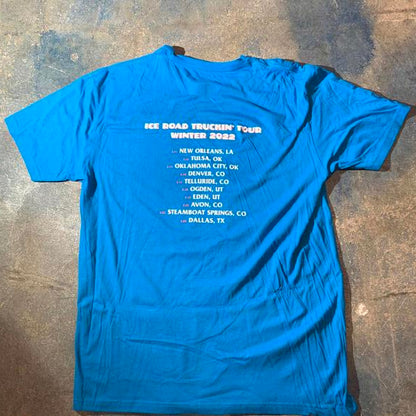 ICE ROAD TRUCKIN' TOUR
WINTER 2022
NEW ORLEANS, LA
TULSA, OK
OKLAHOMA CITY, OK
DENVER, CO
TELLURIDE, CO
OGDEN, UT
EDEN, UT
AVON, CO
STEAMBOAT SPRINGS, CO
DALLAS, TX